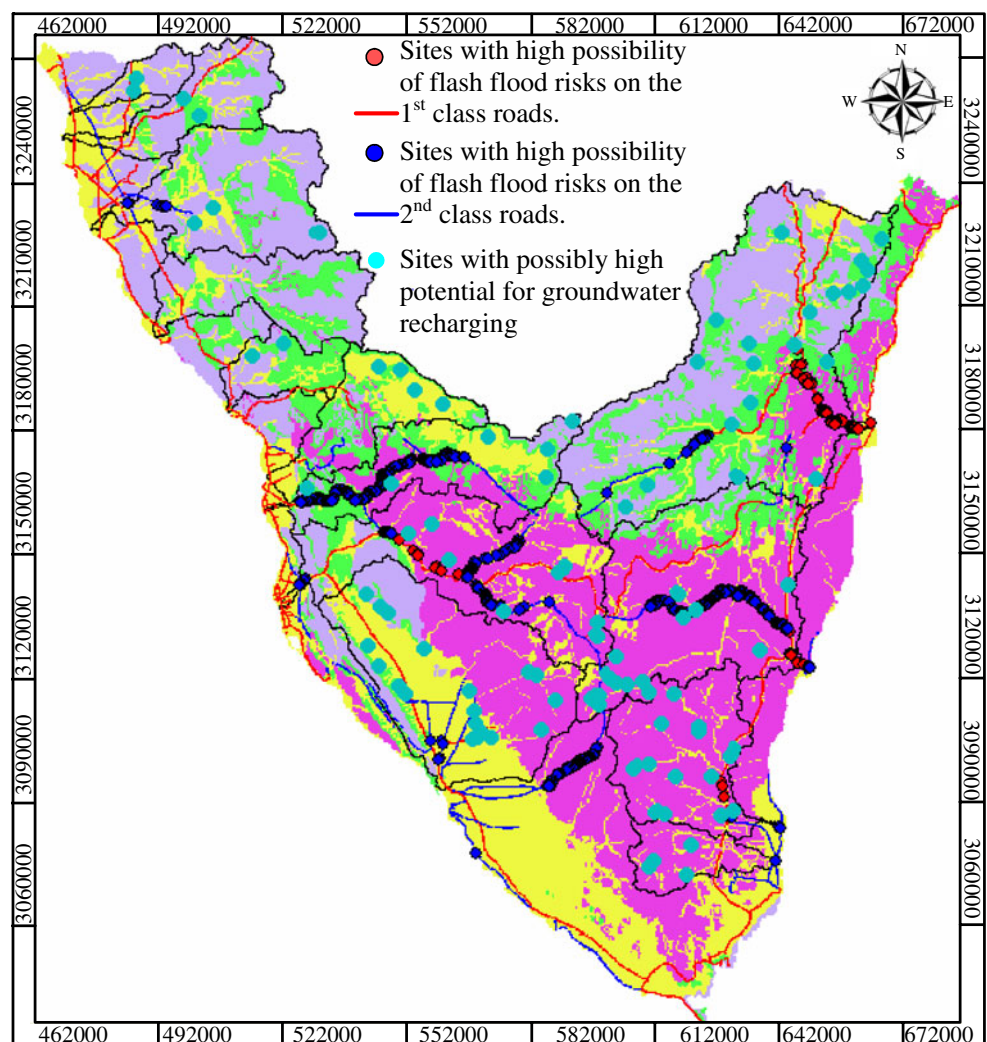 462000 492000 522000 552000 582000 612000 642000 672000
N
W E
S
Sites with high possibility
of flash flood risks on the
1st class roads.
Sites with high possibility
of flash flood risks on the
2nd class roads.
Sites with possibly high
potential for groundwater
recharging
3240000
3210000
3180000
3150000
3120000
3090000
3060000
3240000
3210000
3180000
3150000
3120000
3090000
3060000
462000 492000 522000 552000 582000 612000 642000 672000